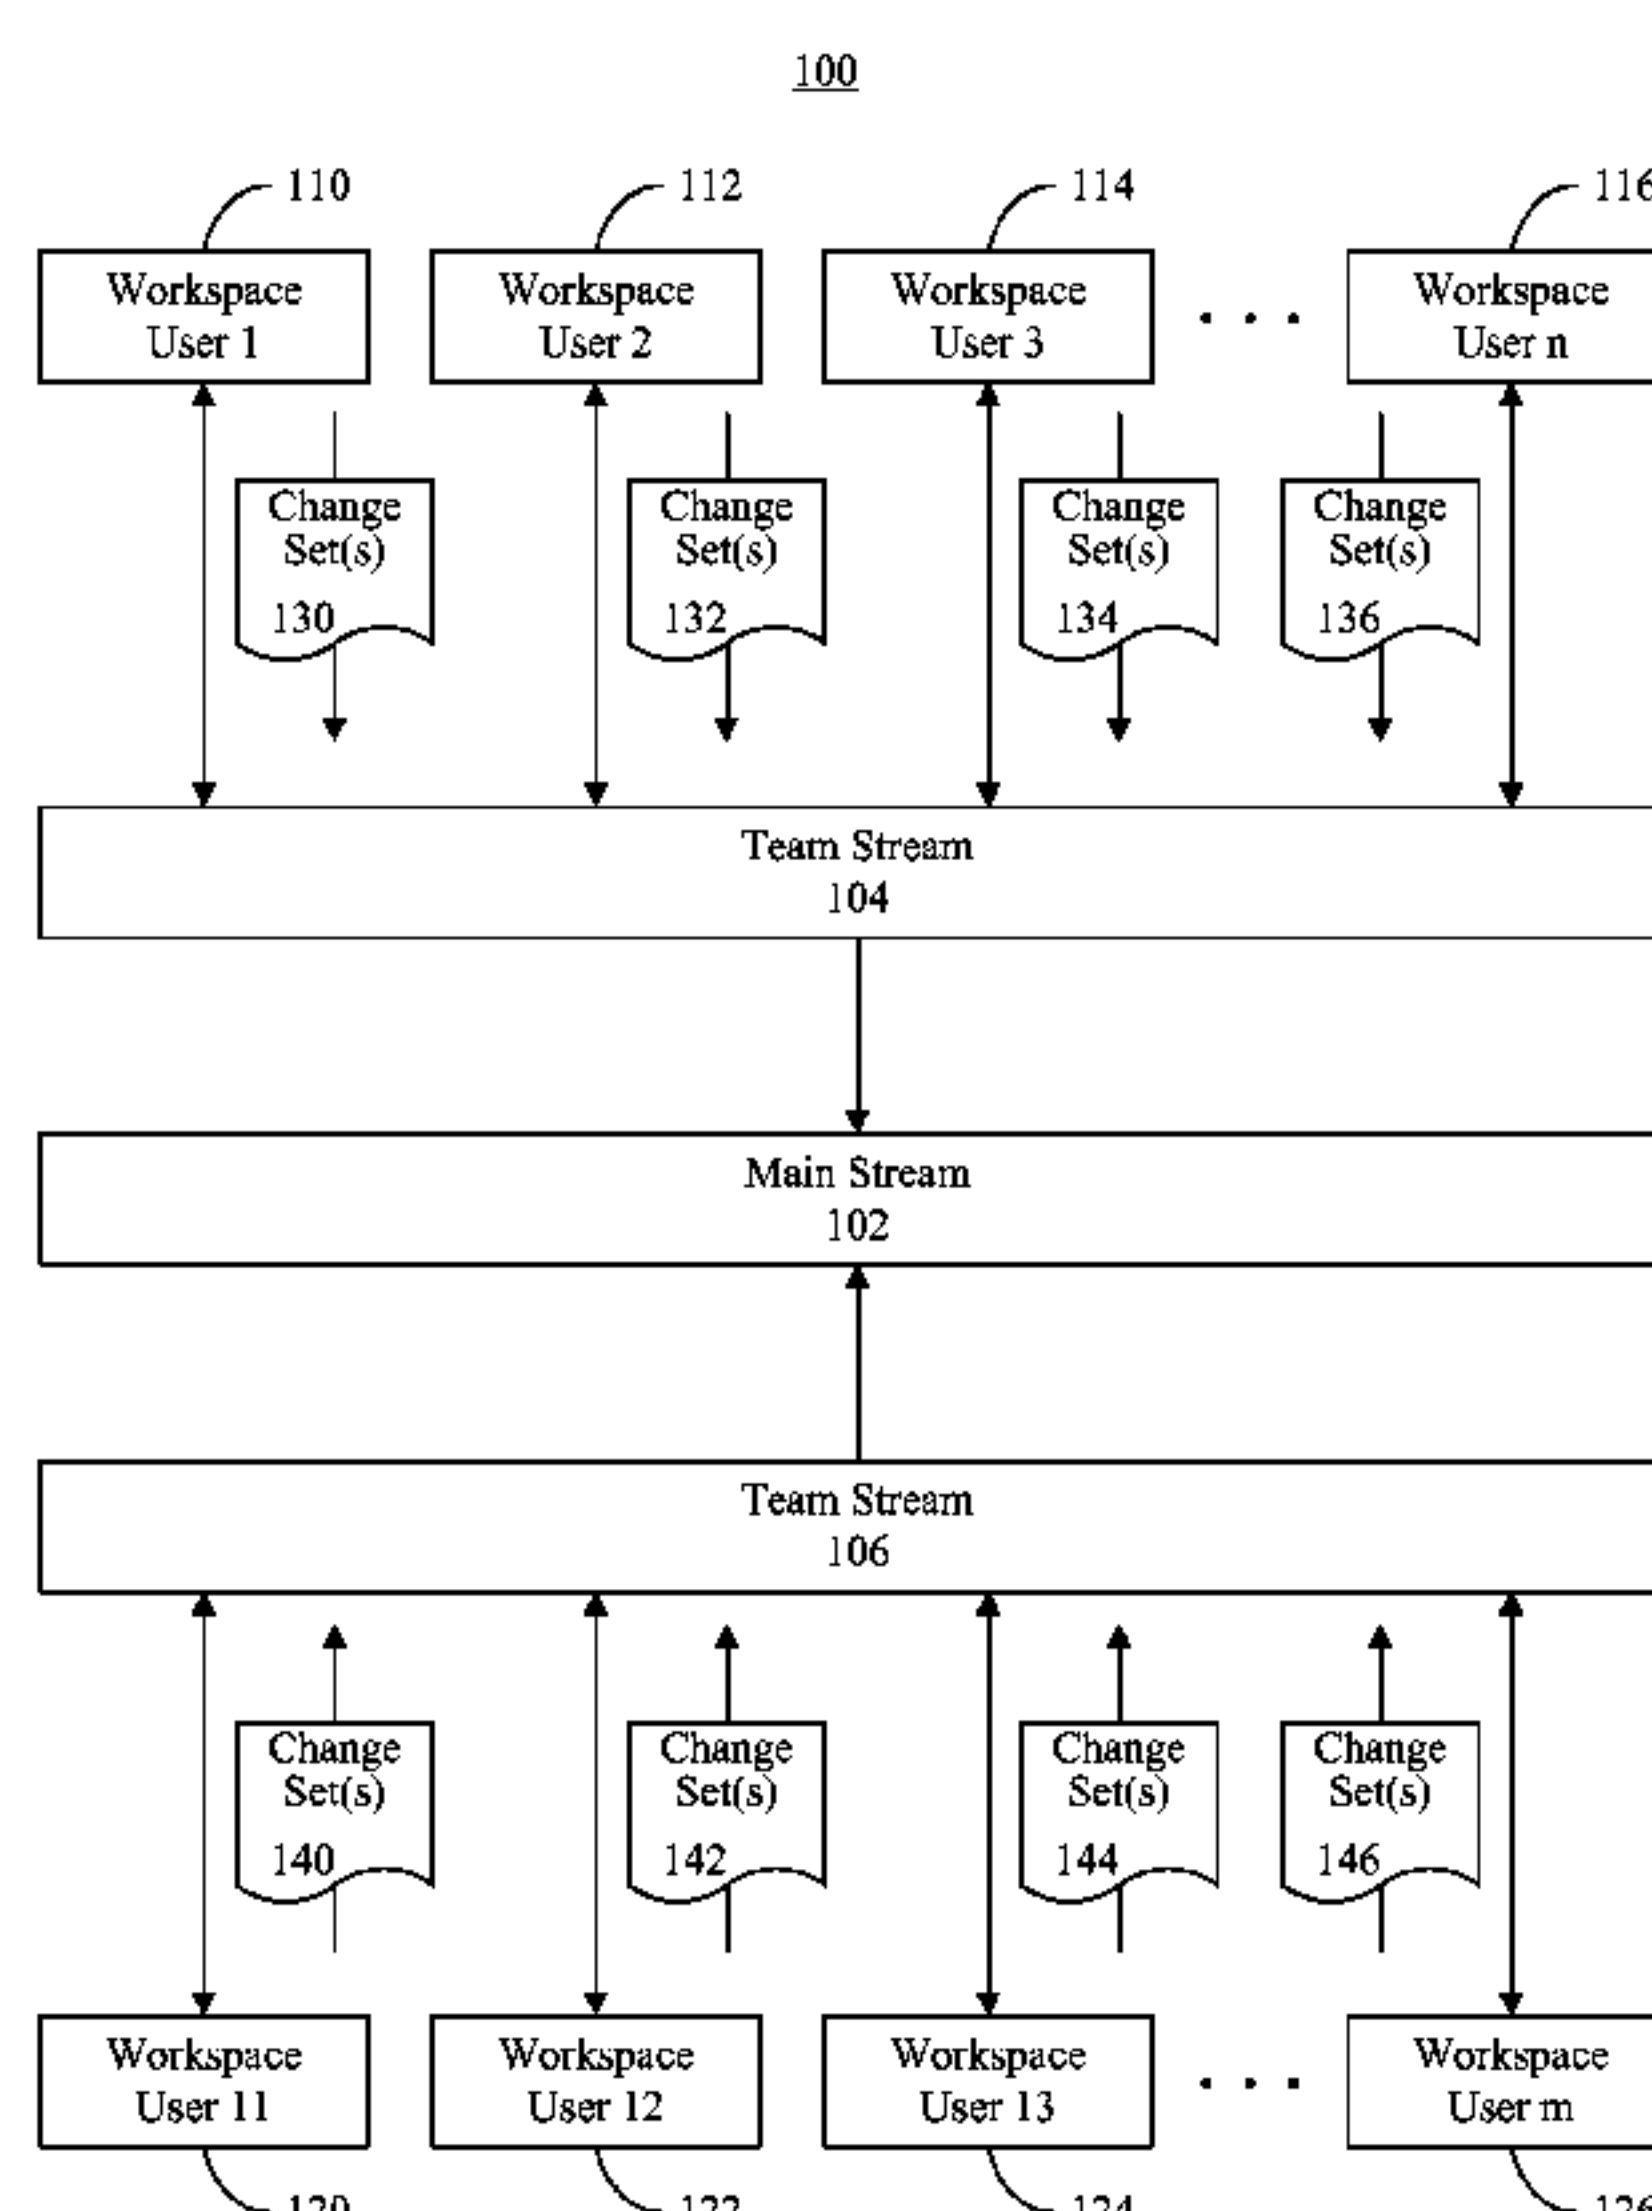 100
110 112 114 116
Workspace Workspace Workspace Workspace
User 1 User 2 User 3 . . . User n
Change Change Change Change
Set(s) Set(s) Set(s) Set(s)
130 132 134 136
Team Stream
104
Main Stream
102
Team Stream
106
Change Change Change Change
Set(s) Set(s) Set(s) Set(s)
140 142 144 146
Workspace Workspace Workspace Workspace
User 11 User 12 User 13 . . . User m